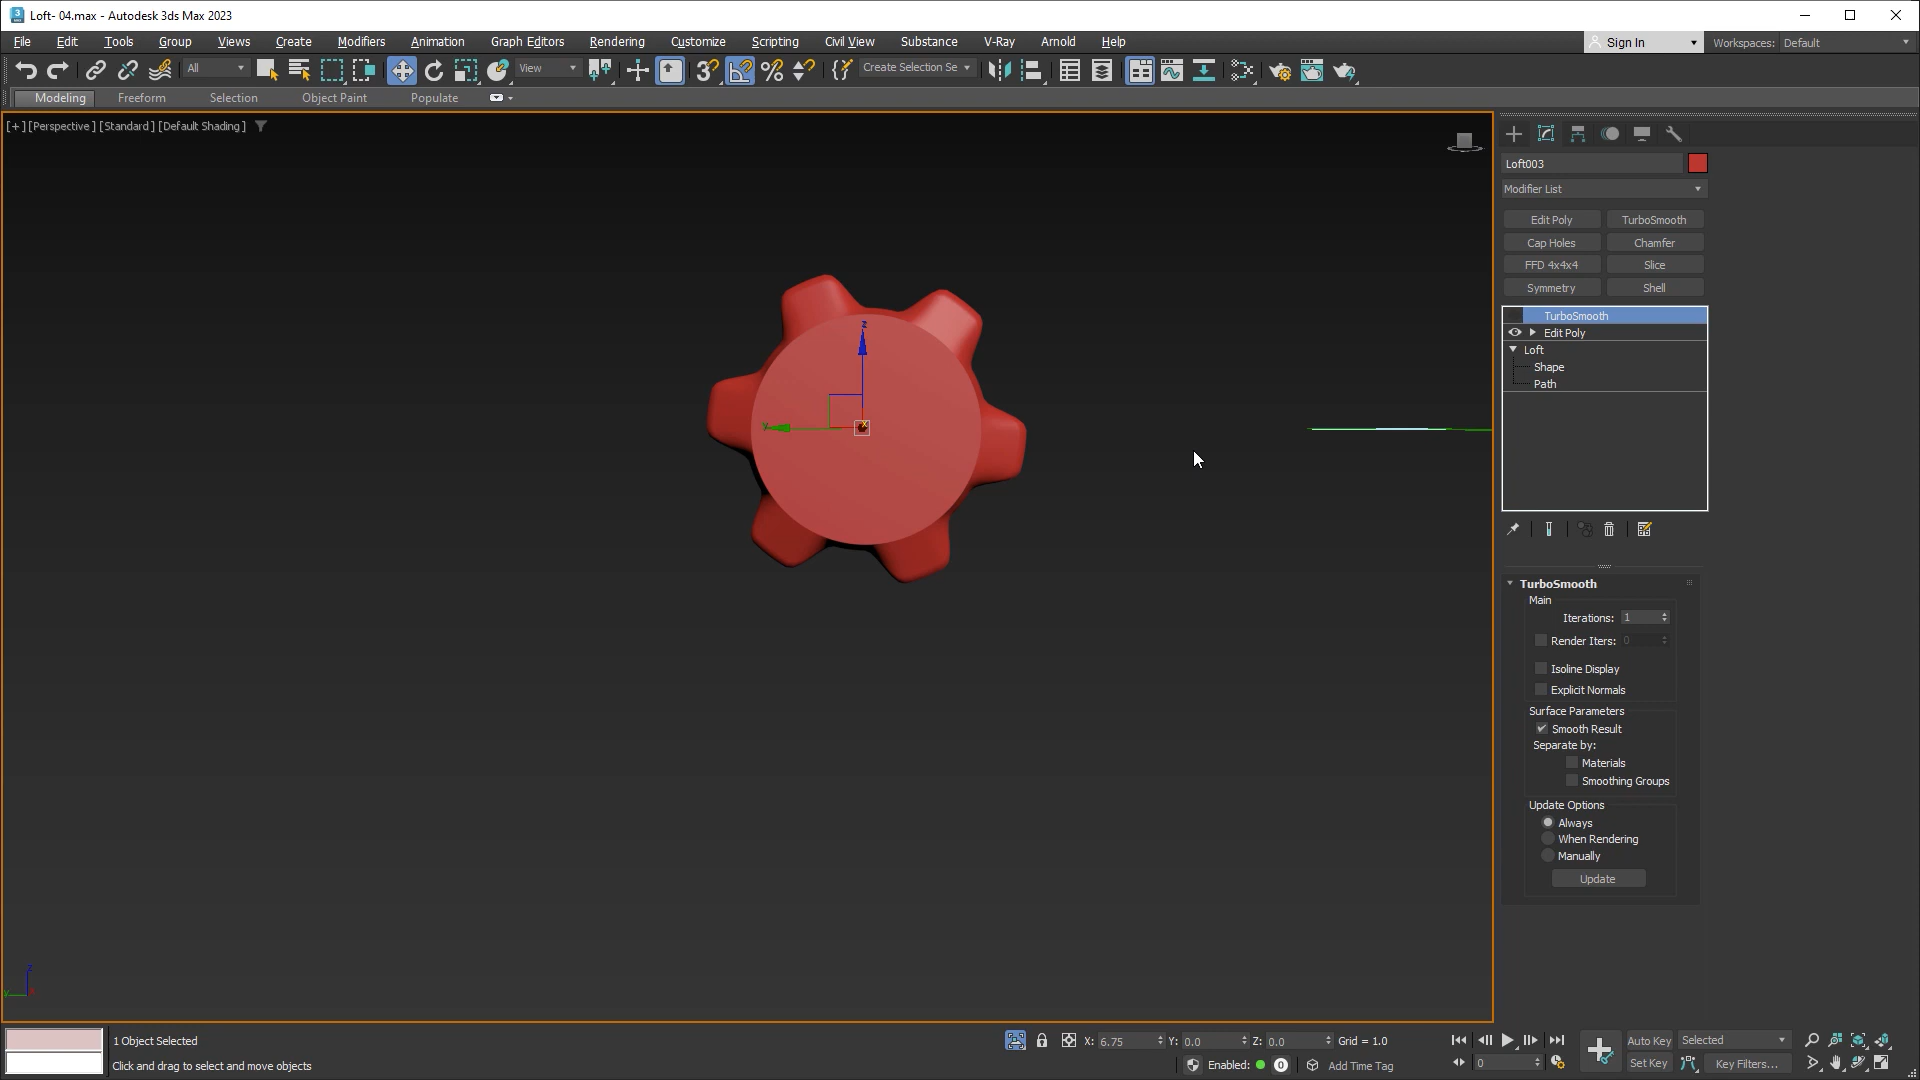 Loft- 04.max - Autodesk 3ds Max 2023
File Edit Tools Group Views Create Modifiers Animation Graph Editors Rendering Customize Scripting Civil View Substance V-Ray Arnold Help
Sign In Workspaces: Default
All View Create Selection Se
Modeling Freeform Selection Object Paint Populate
[+] [Perspective] [Standard] [Default Shading]
Loft003
Modifier List
Edit Poly TurboSmooth
Cap Holes Chamfer
FFD 4x4x4 Slice
Symmetry Shell
TurboSmooth
Edit Poly
Loft
Shape
Path
z
y x
TurboSmooth
Main
Iterations: 1
Render Iters: 0
Isoline Display
Explicit Normals
Surface Parameters
Smooth Result
Separate by:
Materials
Smoothing Groups
Update Options
Always
When Rendering
Manually
Update
z
y
1 Object Selected
X: 6.75 Y: 0.0 Z: 0.0 Grid = 1.0
Auto Key Selected
Click and drag to select and move objects
Enabled: 0 Add Time Tag
0
Set Key Key Filters...